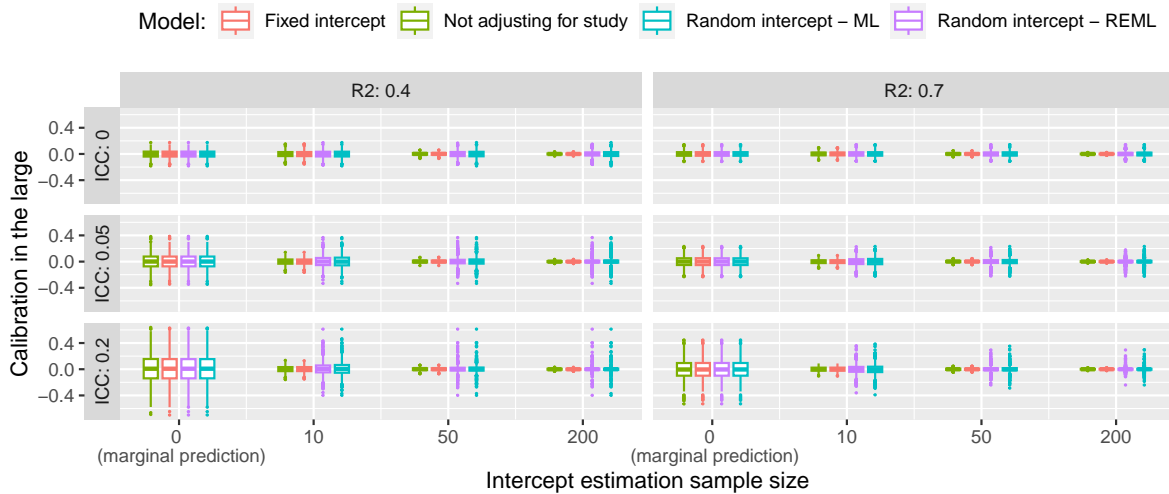 Model: Fixed intercept Not adjusting for study Random intercept – ML Random intercept – REML
R2: 0.4 R2: 0.7
Calibration in the large
ICC: 0
0.4
0.0
−0.4
ICC: 0.05
0.4
0.0
−0.4
ICC: 0.2
0.4
0.0
−0.4
0 10 50 200 0 10 50 200
(marginal prediction) (marginal prediction)
Intercept estimation sample size